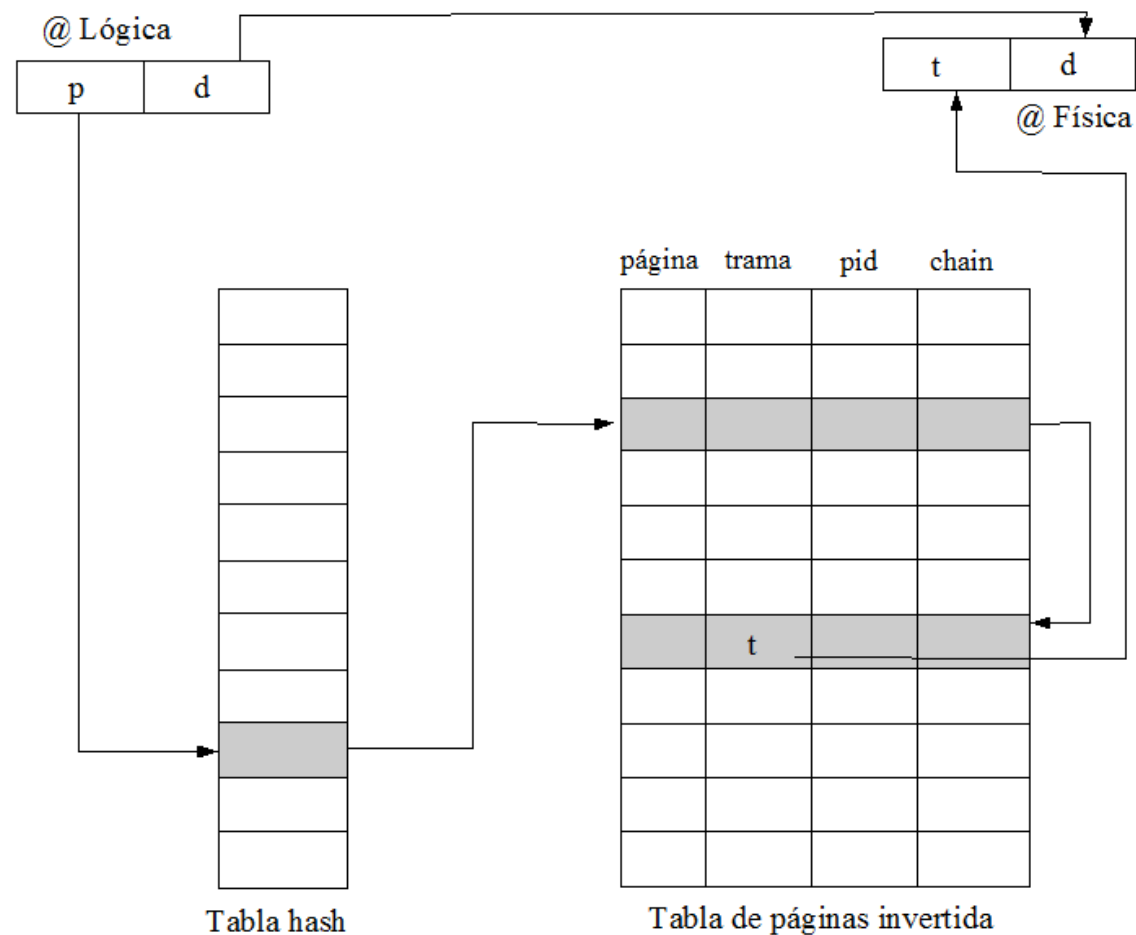 @ Lógica
p d
t d
@ Física
página trama pid chain
t
Tabla hash
Tabla de páginas invertida